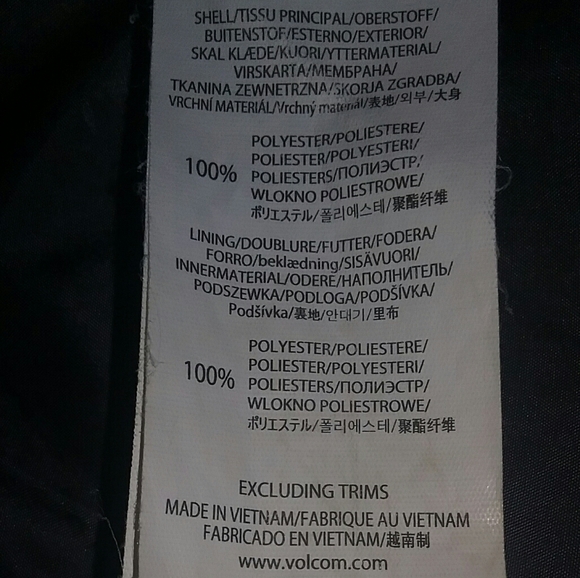 SHELL/TISSU PRINCIPAL/OBERSTOFF/
BUITENSTOF/ESTERNO/EXTERIOR/
SKAL KLÆDE/KUORI/YTTERMATERIAL/
VIRSKARTA/МЕМБРАНА/
TKANINA ZEWNETRZNA/SKORJA ZGRADBA/
VRCHNÍ MATERIÁL/Vrchný materiál/表地/외부/大身
100% POLYESTER/POLIESTERE/
POLIESTER/POLYESTERI/
POLIESTERS/ПОЛИЭСТР/
WLOKNO POLIESTROWE/
ポリエステル/폴리에스테/聚酯纤维
LINING/DOUBLURE/FUTTER/FODERA/
FORRO/beklædning/SISÄVUORI/
INNERMATERIAL/ODERE/НАПОЛНИТЕЛЬ/
PODSZEWKA/PODLOGA/PODŠÍVKA/
Podšívka/裏地/안대기/里布
100% POLYESTER/POLIESTERE/
POLIESTER/POLYESTERI/
POLIESTERS/ПОЛИЭСТР/
WLOKNO POLIESTROWE/
ポリエステル/폴리에스테/聚酯纤维
EXCLUDING TRIMS
MADE IN VIETNAM/FABRIQUE AU VIETNAM
FABRICADO EN VIETNAM/越南制
www.volcom.com